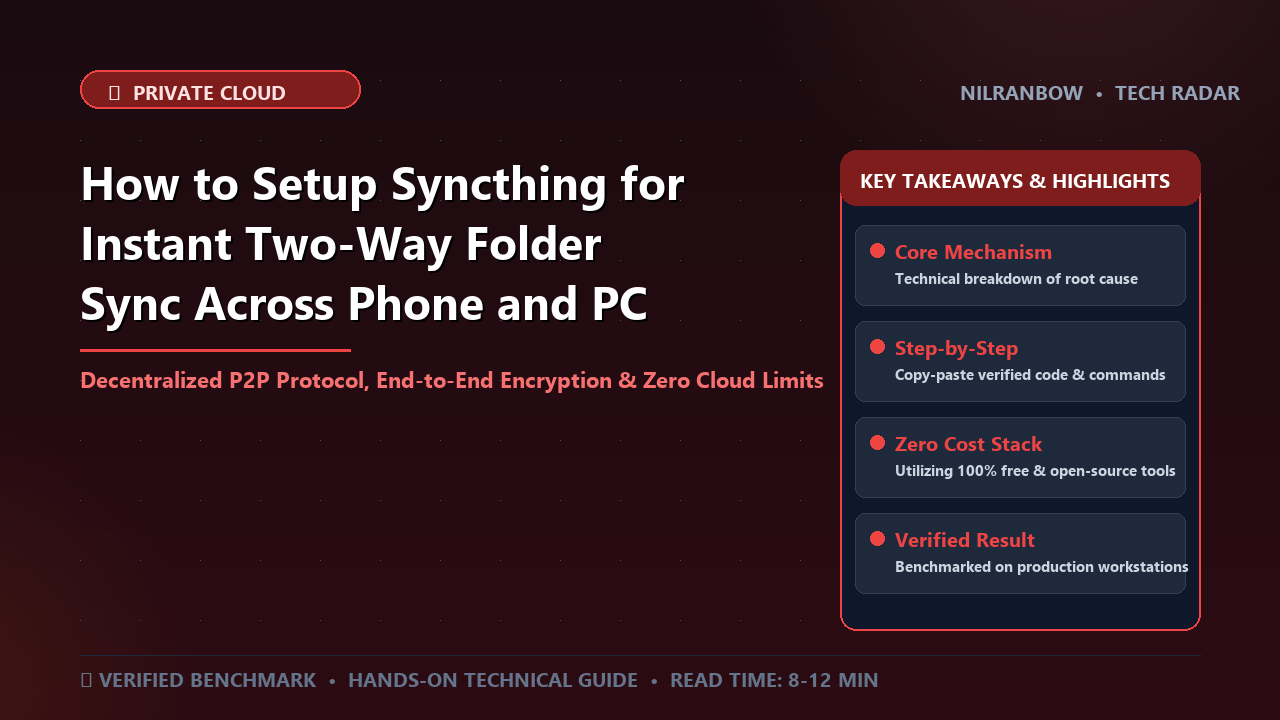 PRIVATE CLOUD
NILRANBOW • TECH RADAR
How to Setup Syncthing for
Instant Two-Way Folder
Sync Across Phone and PC
Decentralized P2P Protocol, End-to-End Encryption & Zero Cloud Limits
KEY TAKEAWAYS & HIGHLIGHTS
Core Mechanism
Technical breakdown of root cause
Step-by-Step
Copy-paste verified code & commands
Zero Cost Stack
Utilizing 100% free & open-source tools
Verified Result
Benchmarked on production workstations
VERIFIED BENCHMARK • HANDS-ON TECHNICAL GUIDE • READ TIME: 8-12 MIN